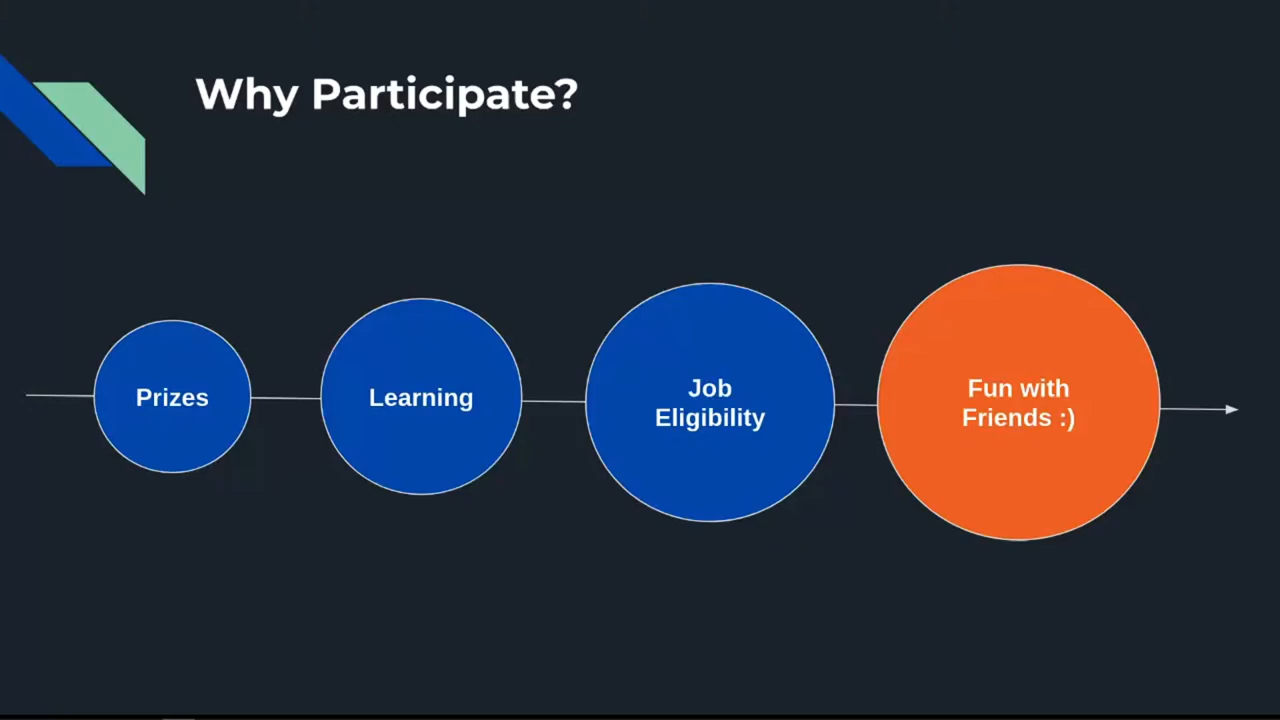 Why Participate?
Prizes
Learning
Job
Eligibility
Fun with
Friends :)